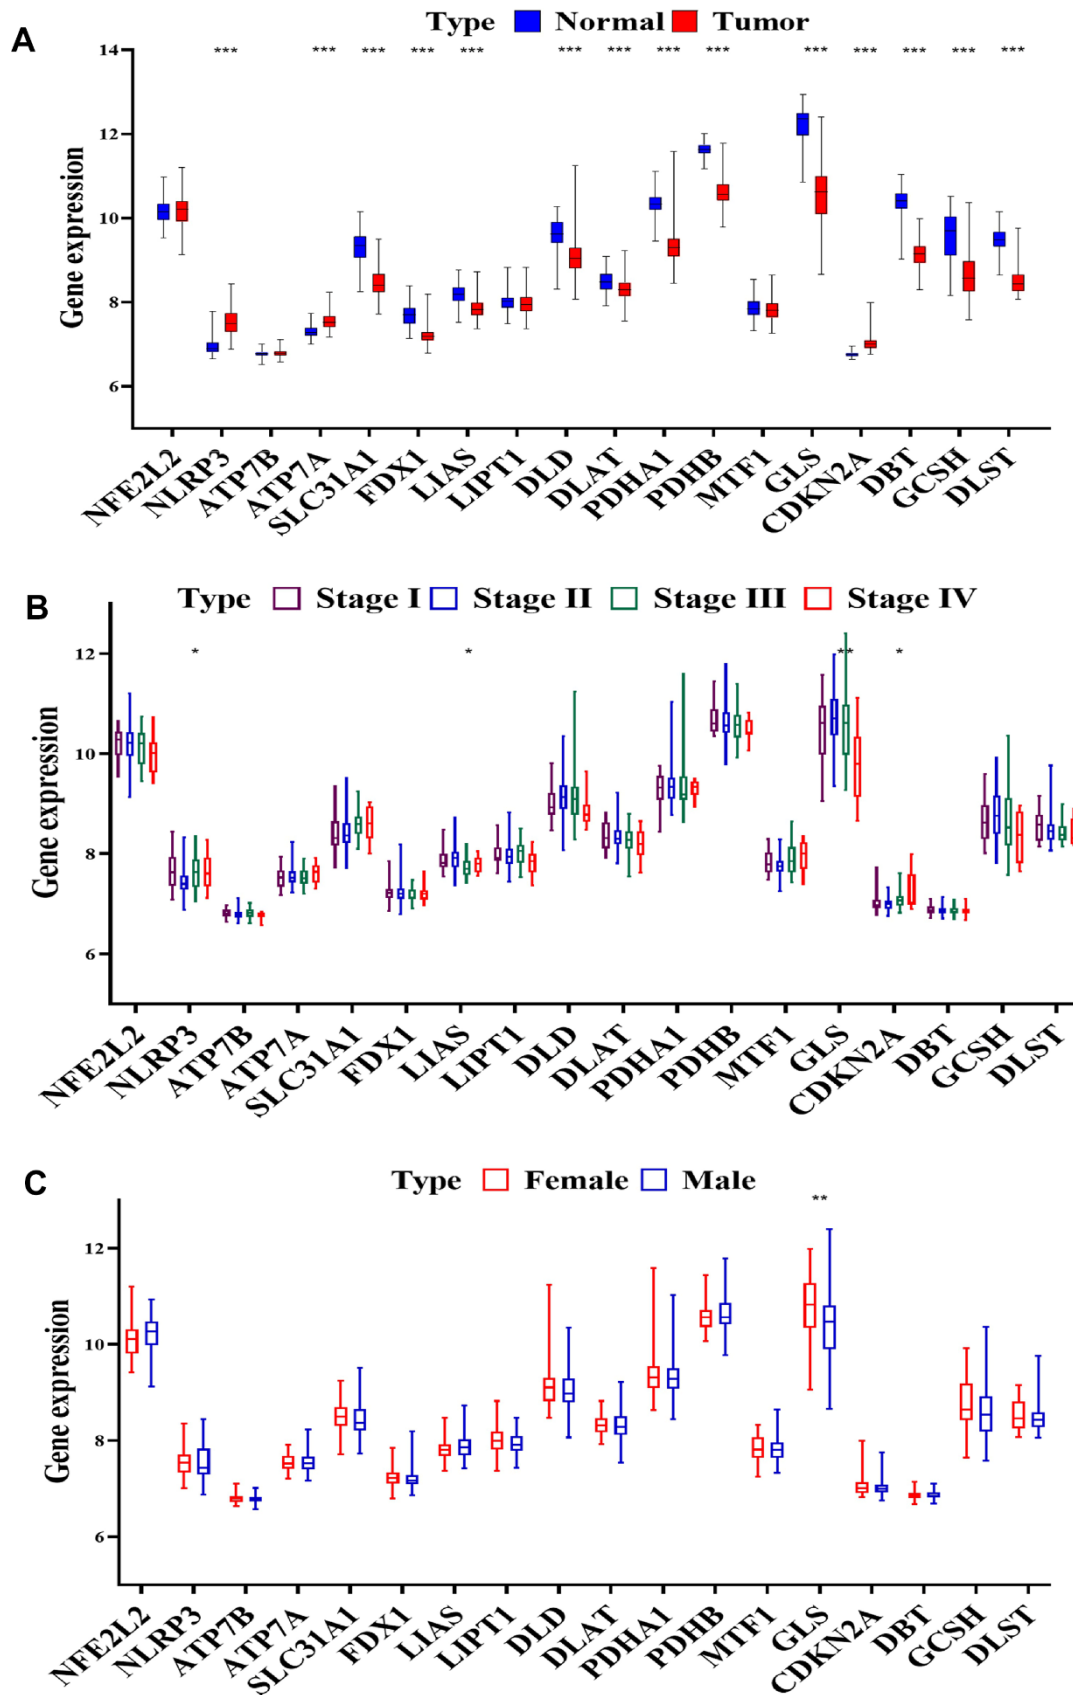 A
Type Normal Tumor
*** *** *** *** *** *** *** *** *** *** *** *** *** ***
14
12
10
8
6
Gene expression
NFE2L2 NLRP3 ATP7B ATP7A SLC31A1 FDX1 LIAS LIPT1 DLD DLAT PDHA1 PDHB MTF1 GLS CDKN2A DBT GCSH DLST
B
Type Stage I Stage II Stage III Stage IV
* * ** *
12
10
8
6
Gene expression
NFE2L2 NLRP3 ATP7B ATP7A SLC31A1 FDX1 LIAS LIPT1 DLD DLAT PDHA1 PDHB MTF1 GLS CDKN2A DBT GCSH DLST
C
Type Female Male
**
12
10
8
6
Gene expression
NFE2L2 NLRP3 ATP7B ATP7A SLC31A1 FDX1 LIAS LIPT1 DLD DLAT PDHA1 PDHB MTF1 GLS CDKN2A DBT GCSH DLST